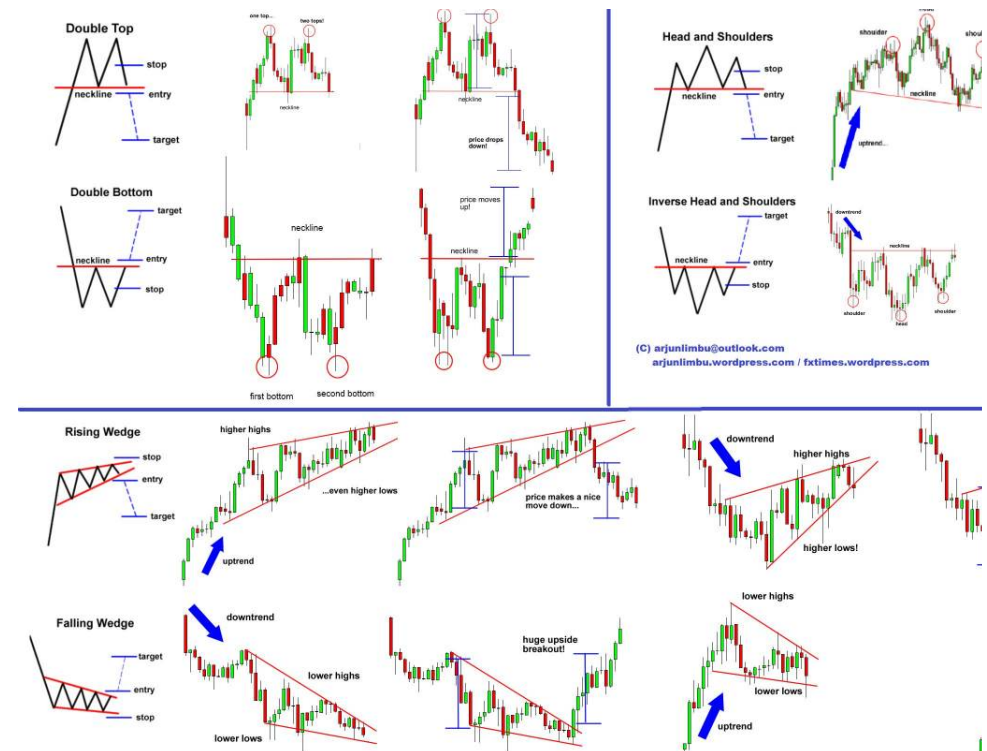 Double Top
stop
neckline
entry
target
one top...
two tops!
neckline
neckline
price drops
down!
Head and Shoulders
stop
neckline
entry
target
shoulder
head
neckline
uptrend...
Double Bottom
target
neckline
entry
stop
neckline
first bottom
second bottom
price moves
up!
neckline
Inverse Head and Shoulders
target
neckline
entry
stop
downtrend
neckline
shoulder
head
shoulder
(C) arjunlimbu@outlook.com
arjunlimbu.wordpress.com / fxtimes.wordpress.com
Rising Wedge
stop
entry
target
higher highs
...even higher lows
uptrend
price makes a nice
move down...
downtrend
higher highs
higher lows!
Falling Wedge
target
entry
stop
downtrend
lower highs
lower lows
huge upside
breakout!
lower highs
lower lows
uptrend